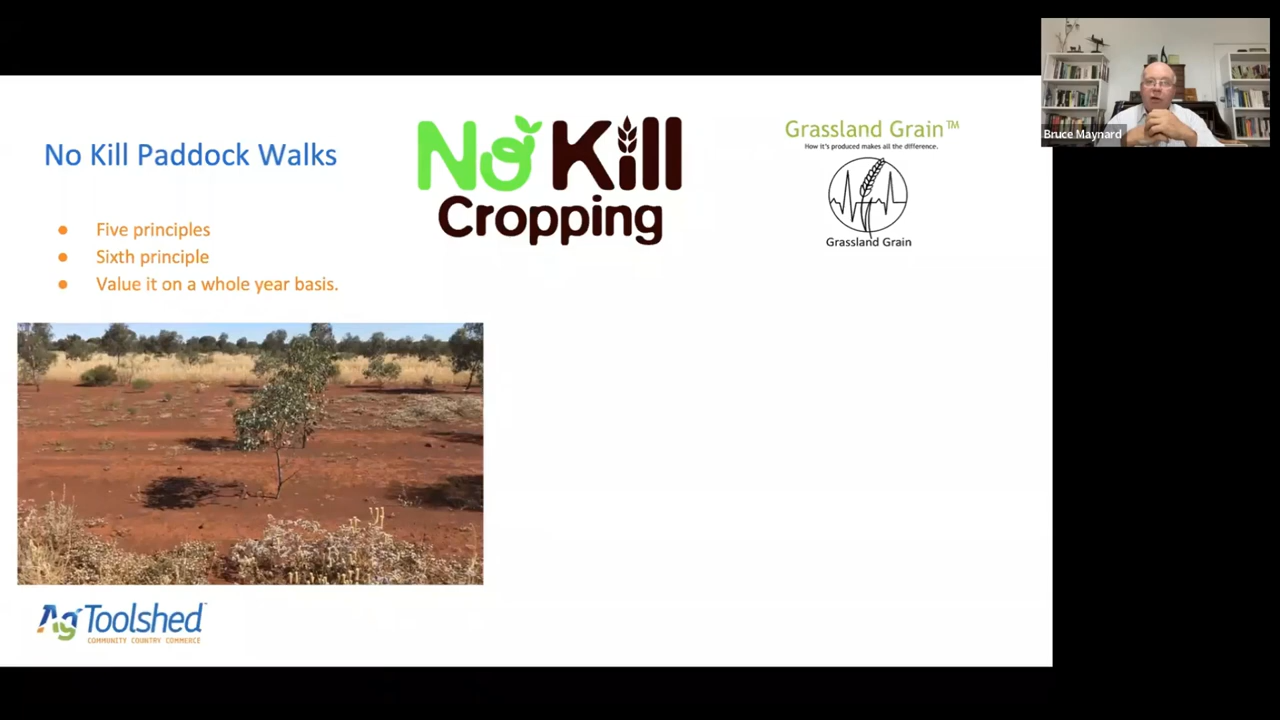 Bruce Maynard
No Kill Paddock Walks
Five principles
Sixth principle
Value it on a whole year basis.
No Kill
Cropping
Grassland Grain™
How it's produced makes all the difference.
Grassland Grain
AgToolshed™
COMMUNITY COUNTRY COMMERCE